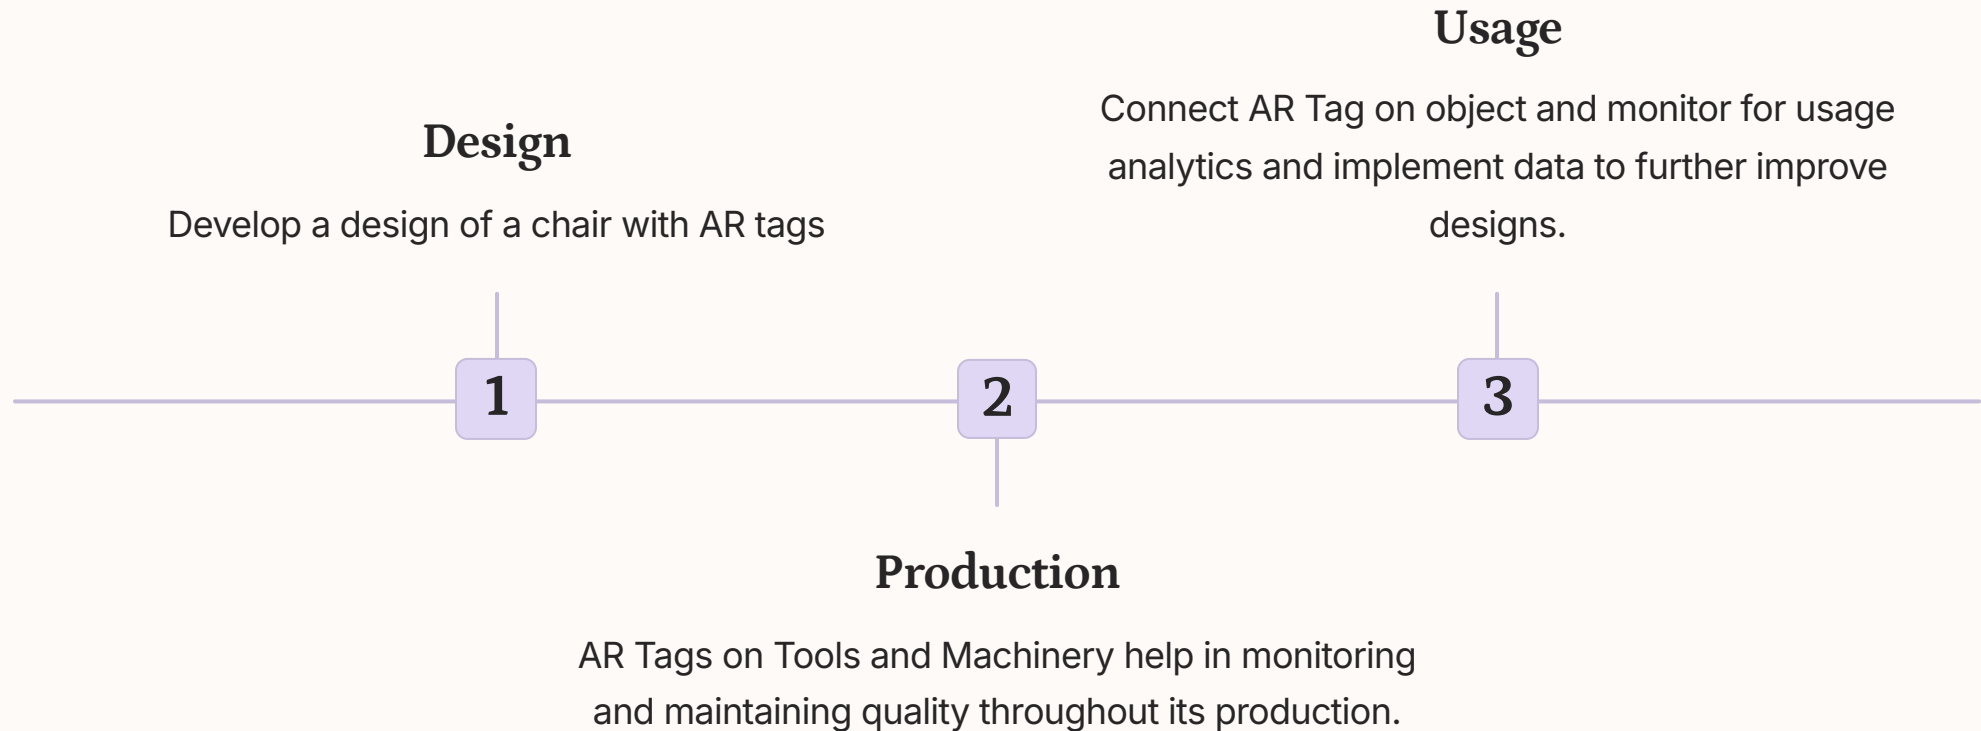 Design
Develop a design of a chair with AR tags
Usage
Connect AR Tag on object and monitor for usage
analytics and implement data to further improve
designs.
1
2
3
Production
AR Tags on Tools and Machinery help in monitoring
and maintaining quality throughout its production.